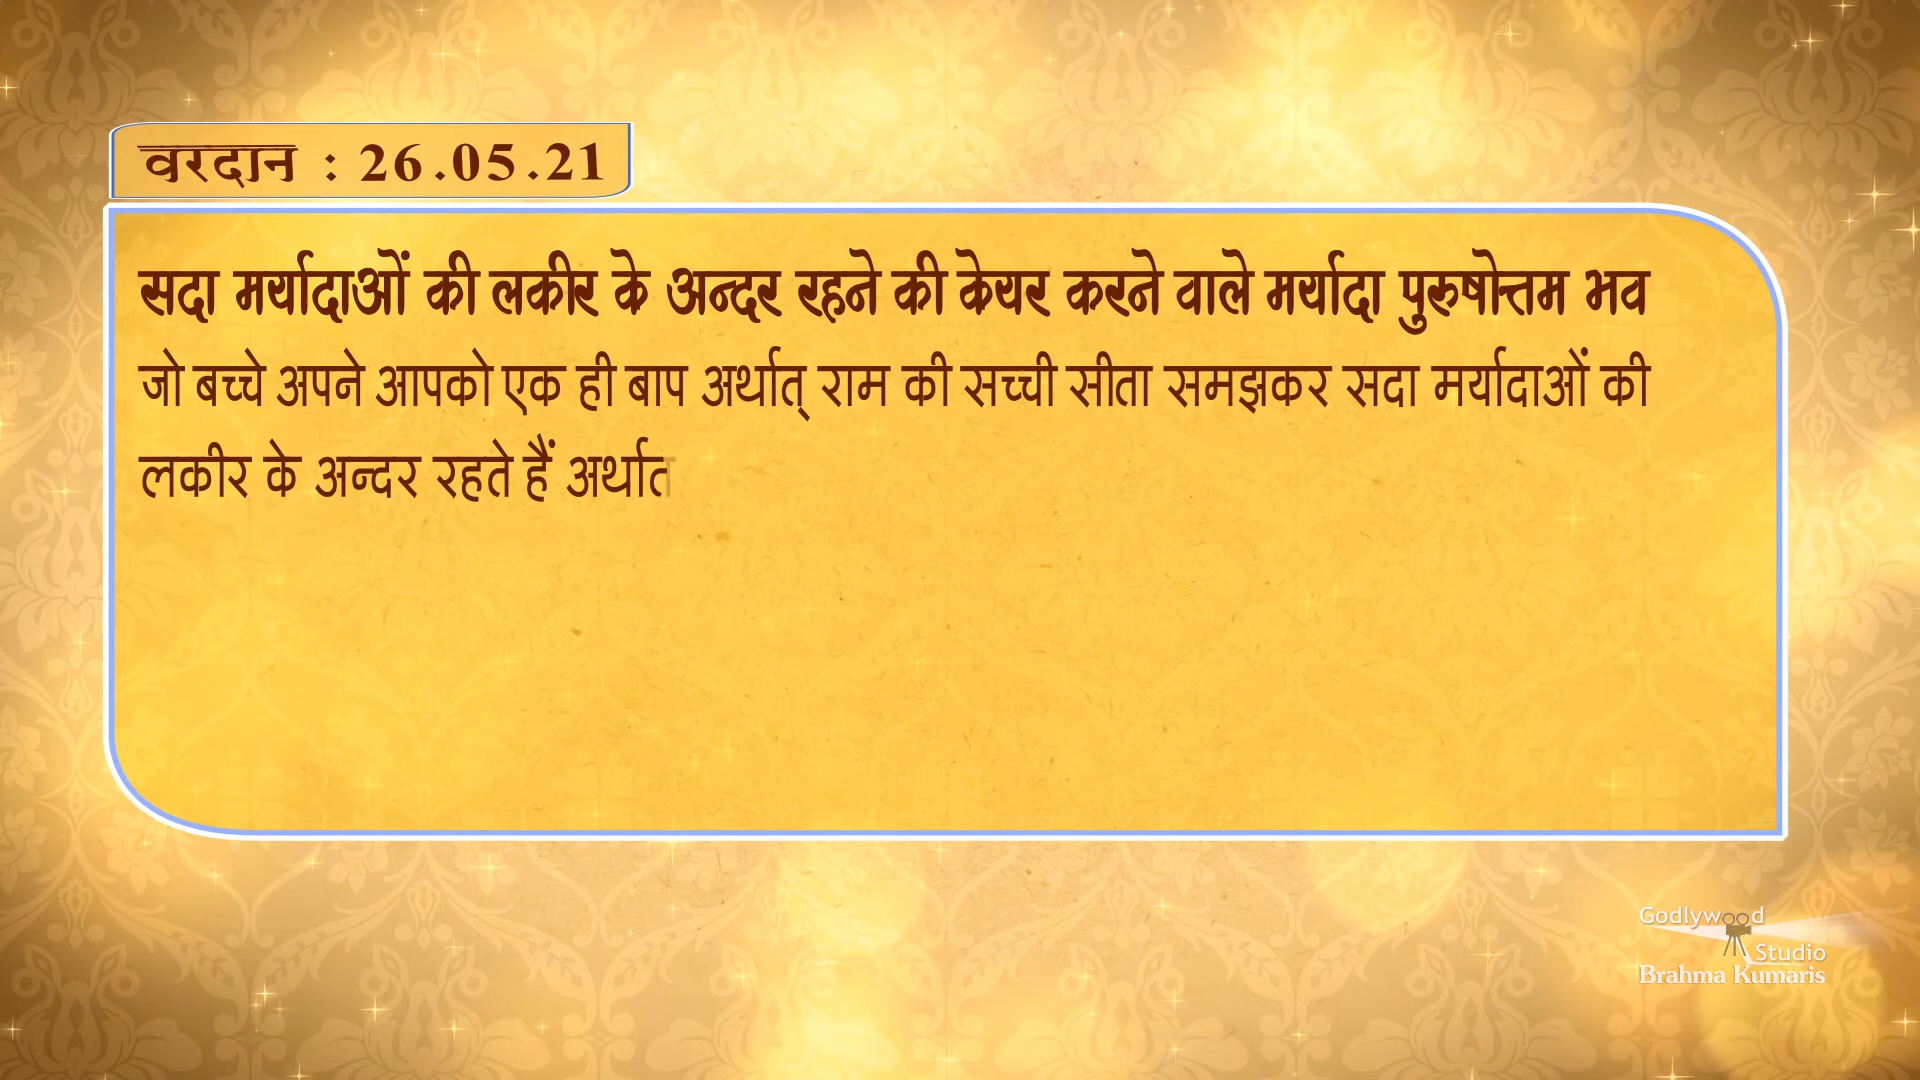 वरदान : 26.05.21
सदा मर्यादाओं की लकीर के अन्दर रहने की केयर करने वाले मर्यादा पुरुषोत्तम भव
जो बच्चे अपने आपको एक ही बाप अर्थात् राम की सच्ची सीता समझकर सदा मर्यादाओं की
लकीर के अन्दर रहते हैं अर्थात
Godlywood
Studio
Brahma Kumaris